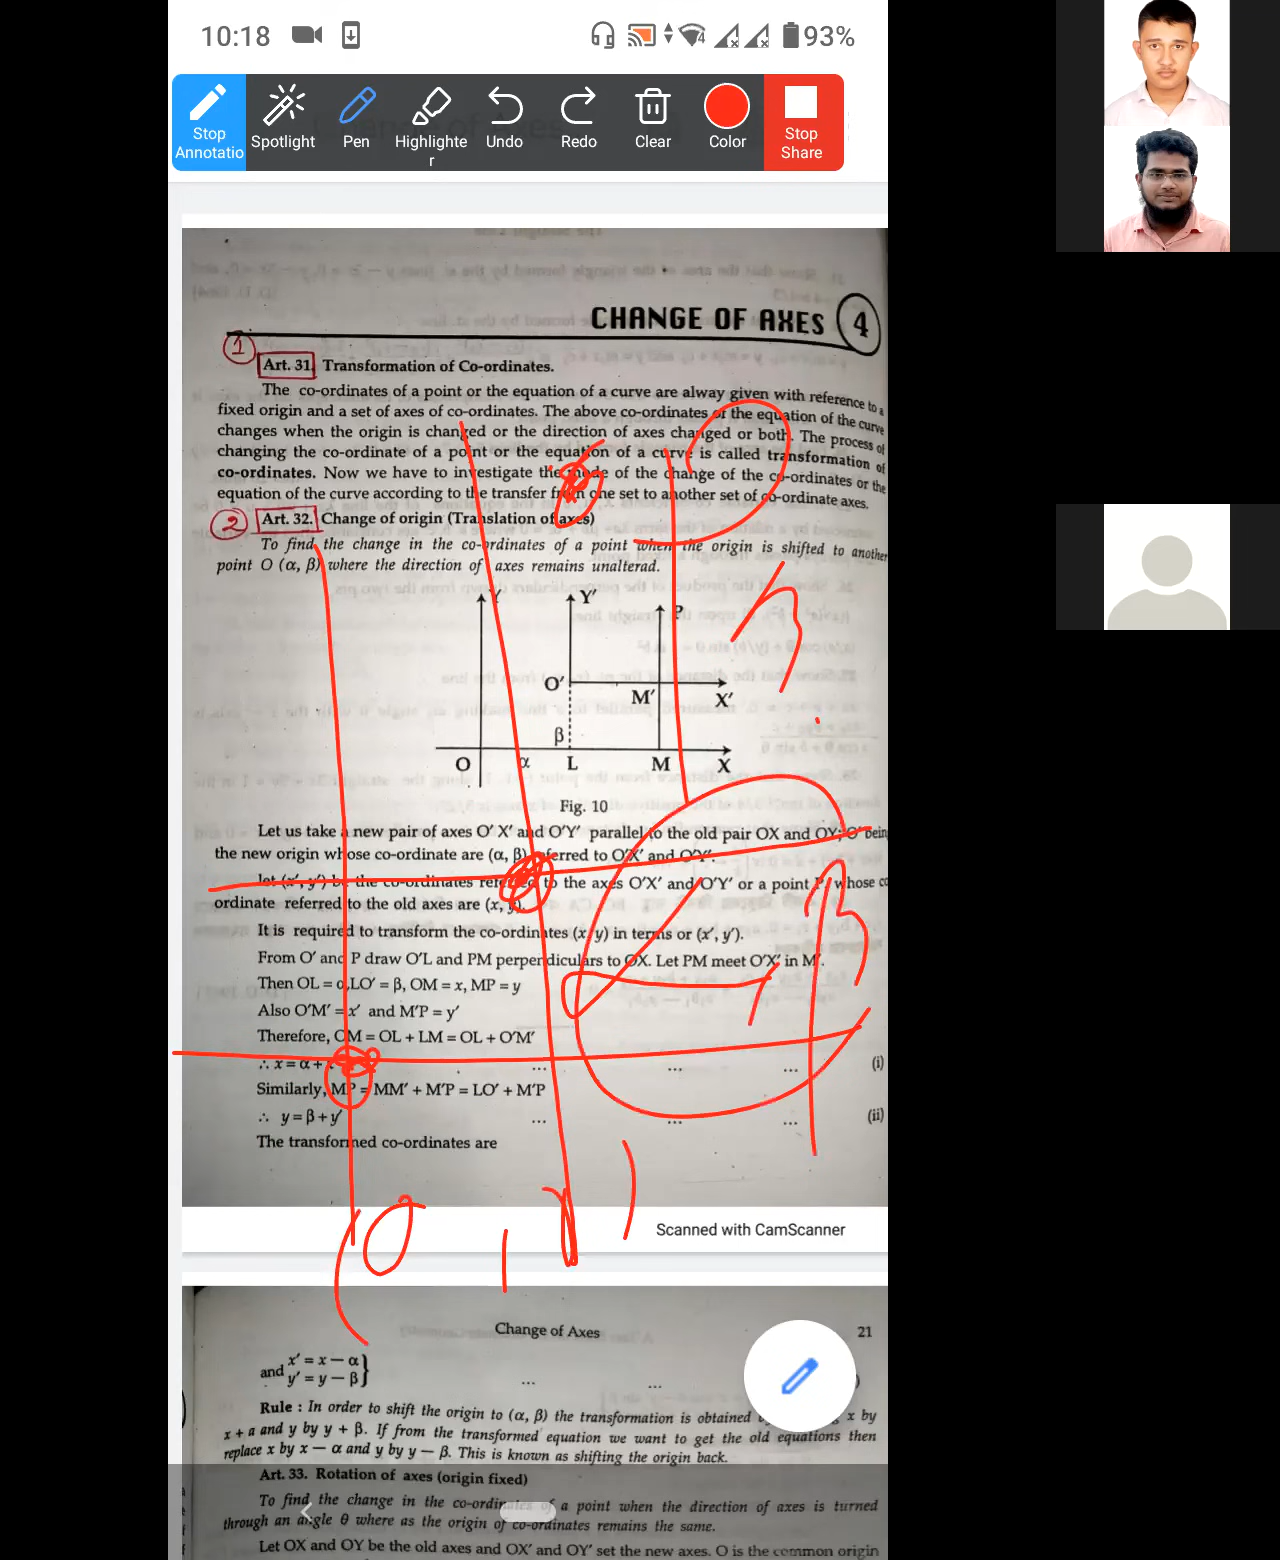 10:18
93%
Stop Annotatio
Spotlight
Pen
Highlighter
Undo
Redo
Clear
Color
Stop Share
CHANGE OF AXES 4
1
Art. 31. Transformation of Co-ordinates.
The co-ordinates of a point or the equation of a curve are alway given with reference to a
fixed origin and a set of axes of co-ordinates. The above co-ordinates of the equation of the curve
changes when the origin is changed or the direction of axes changed or both. The process of
changing the co-ordinate of a point or the equation of a curve is called transformation of
co-ordinates. Now we have to investigate the mode of the change of the co-ordinates or the
equation of the curve according to the transfer from one set to another set of co-ordinate axes.
2
Art. 32. Change of origin (Translation of axes)
To find the change in the co-ordinates of a point when the origin is shifted to another
point O (α, β) where the direction of axes remains unalterad.
Y Y′ P
O′ M′ X′
β
O α L M X
Fig. 10
Let us take a new pair of axes O′ X′ and O′Y′ parallel to the old pair OX and OY; O′ being
the new origin whose co-ordinate are (α, β) referred to O′X′ and O′Y′.
let (x′, y′) be the co-ordinates referred to the axes O′X′ and O′Y′ or a point P, whose co
ordinate referred to the old axes are (x, y).
It is required to transform the co-ordinates (x, y) in terms or (x′, y′).
From O′ and P draw O′L and PM perpendiculars to OX. Let PM meet O′X′ in M′.
Then OL = α, LO′ = β, OM = x, MP = y
Also O′M′ = x′ and M′P = y′
Therefore, OM = OL + LM = OL + O′M′
∴ x = α + ... ... ... (i)
Similarly, MP = MM′ + M′P = LO′ + M′P
∴ y = β + y′ ... ... ... (ii)
The transformed co-ordinates are
Scanned with CamScanner
Change of Axes 21
and x′ = x − α
y′ = y − β} ... ...
Rule : In order to shift the origin to (α, β) the transformation is obtained x by
x + a and y by y + β. If from the transformed equation we want to get the old equations then
replace x by x − α and y by y − β. This is known as shifting the origin back.
Art. 33. Rotation of axes (origin fixed)
To find the change in the co-ordinates of a point when the direction of axes is turned
through an angle θ where as the origin of co-ordinates remains the same.
Let OX and OY be the old axes and OX′ and OY′ set the new axes. O is the common origin